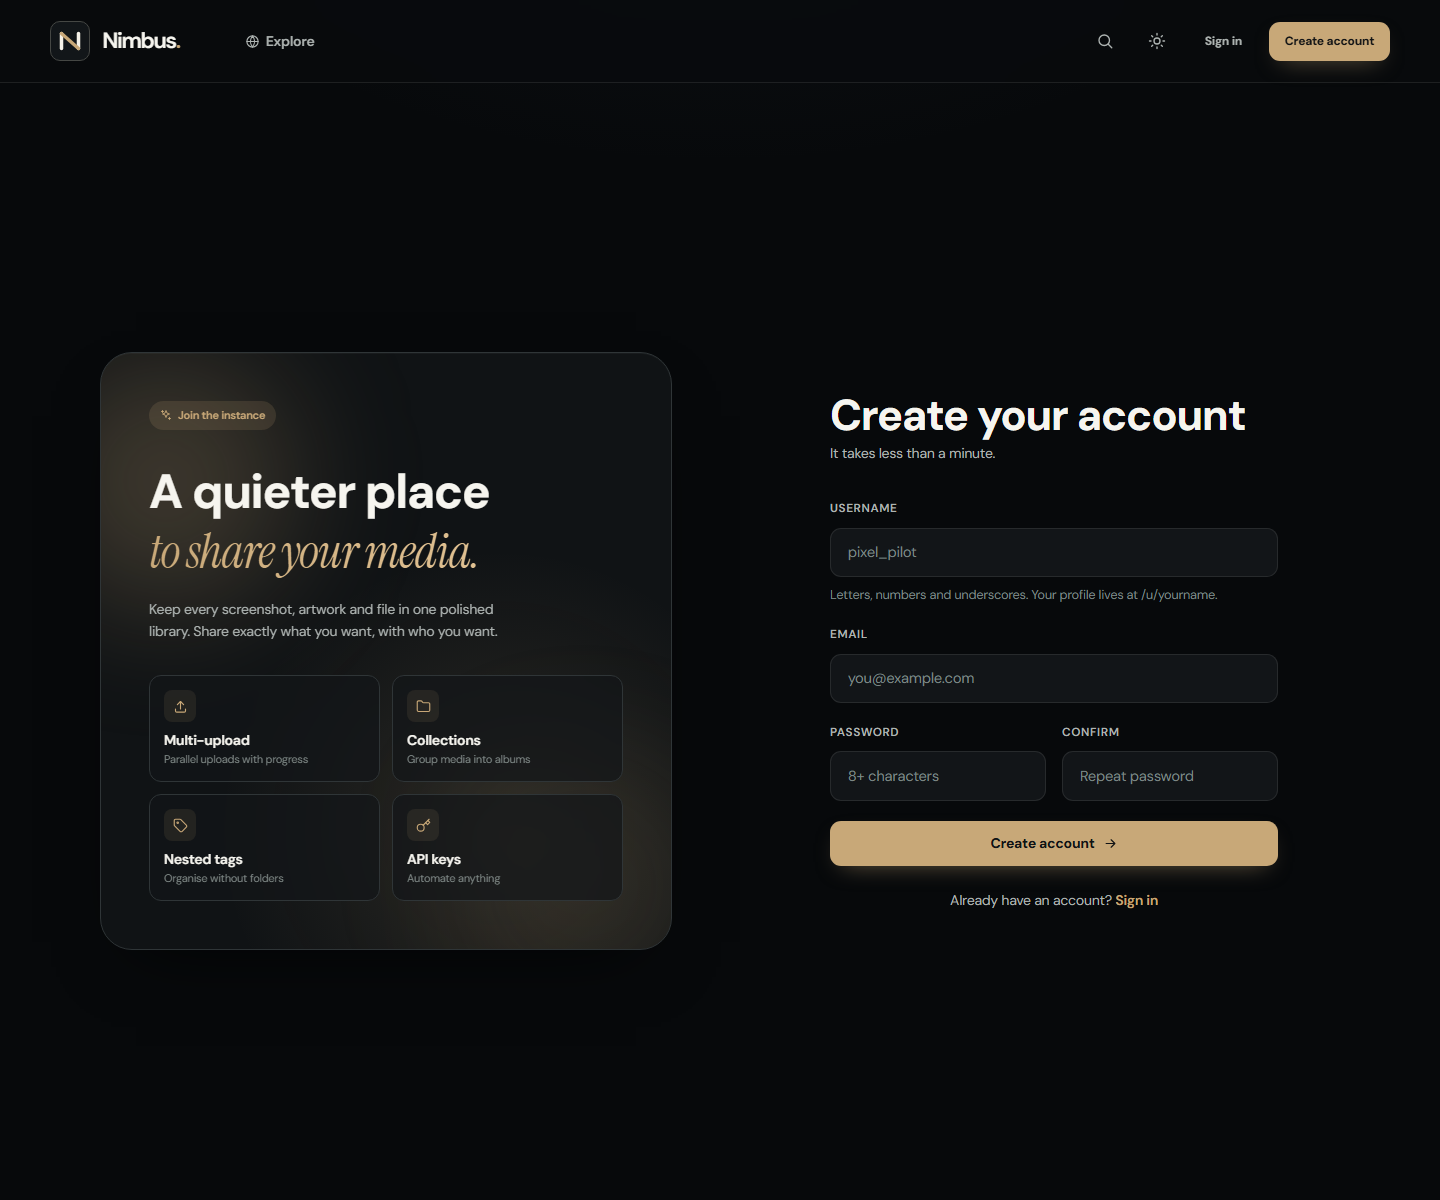 Nimbus.
Explore
Sign in
Create account
Join the instance
A quieter place
to share your media.
Keep every screenshot, artwork and file in one polished
library. Share exactly what you want, with who you want.
Multi-upload
Parallel uploads with progress
Collections
Group media into albums
Nested tags
Organise without folders
API keys
Automate anything
Create your account
It takes less than a minute.
USERNAME
pixel_pilot
Letters, numbers and underscores. Your profile lives at /u/yourname.
EMAIL
you@example.com
PASSWORD
8+ characters
CONFIRM
Repeat password
Create account →
Already have an account? Sign in